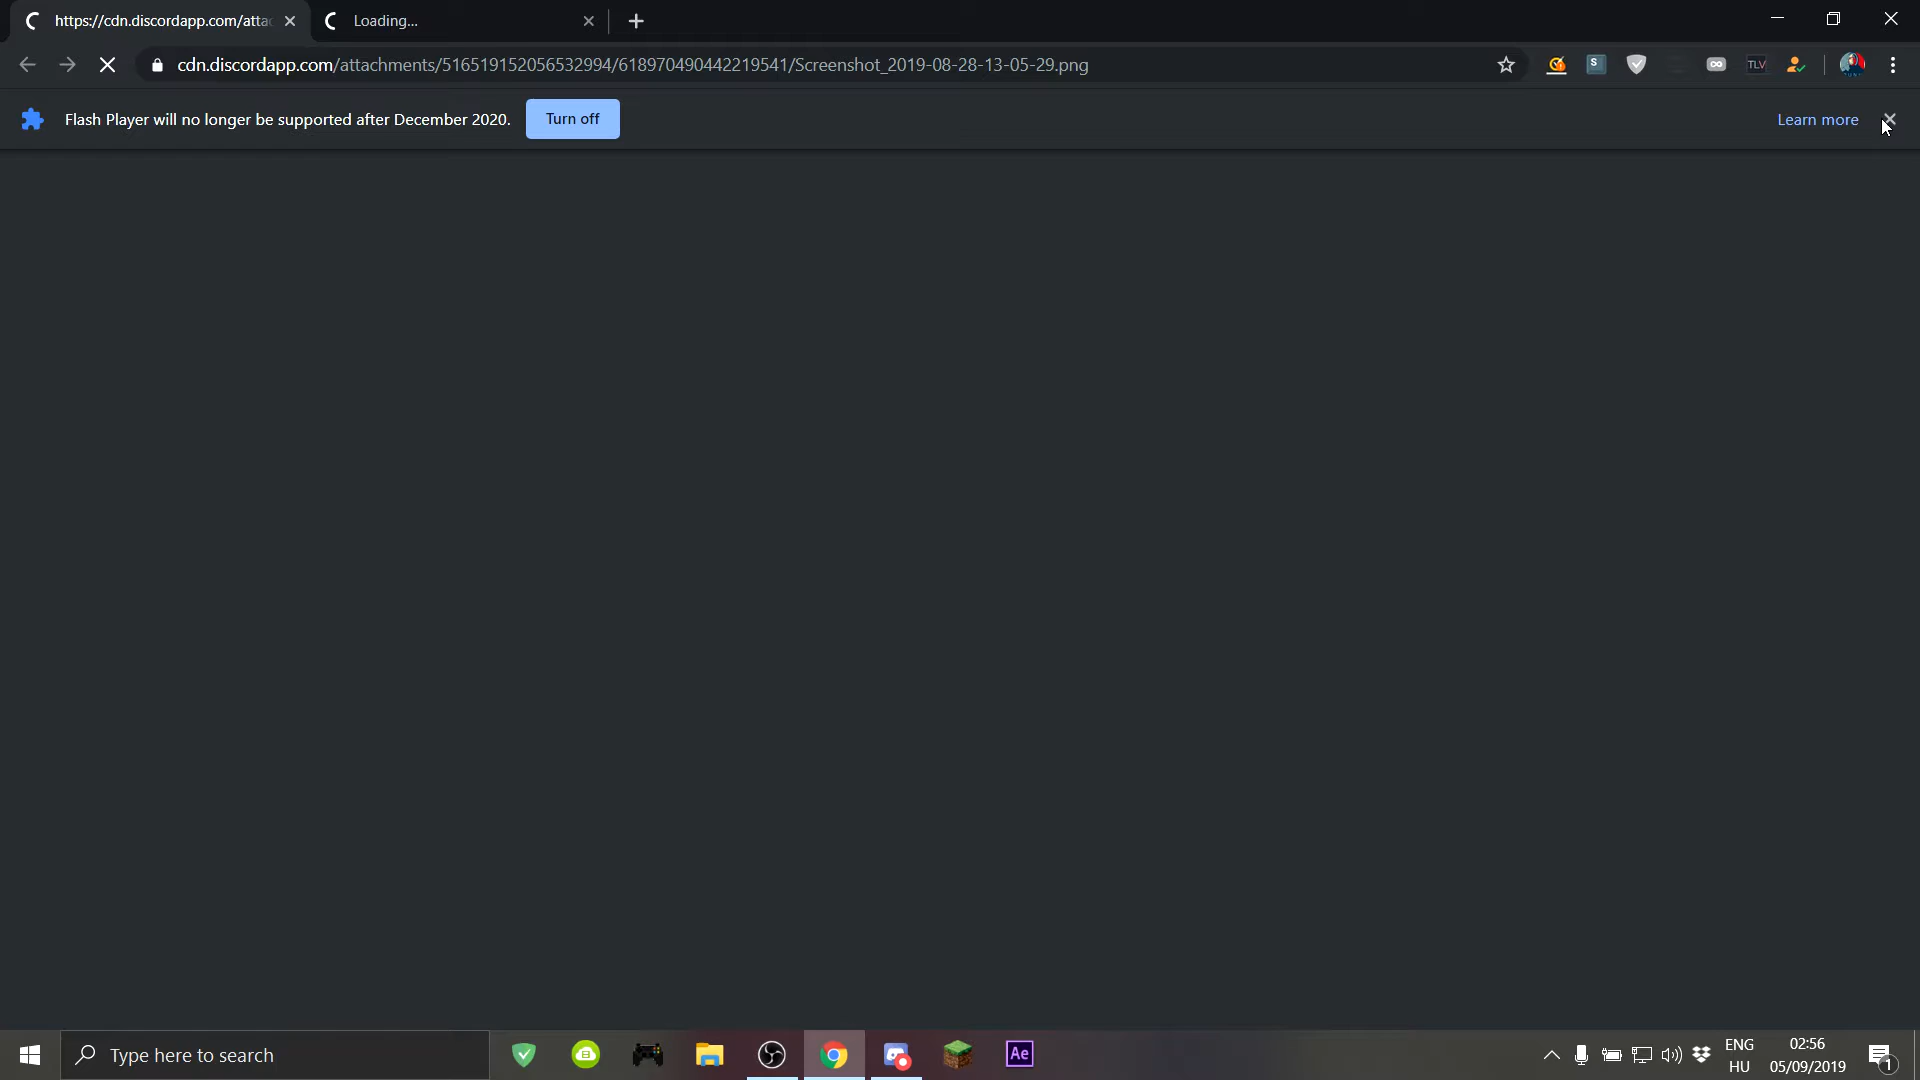 https://cdn.discordapp.com/atta
Loading...
cdn.discordapp.com/attachments/516519152056532994/618970490442219541/Screenshot_2019-08-28-13-05-29.png
S
TLV
Flash Player will no longer be supported after December 2020.
Turn off
Learn more
Type here to search
Ae
ENG
HU
02:56
05/09/2019
1